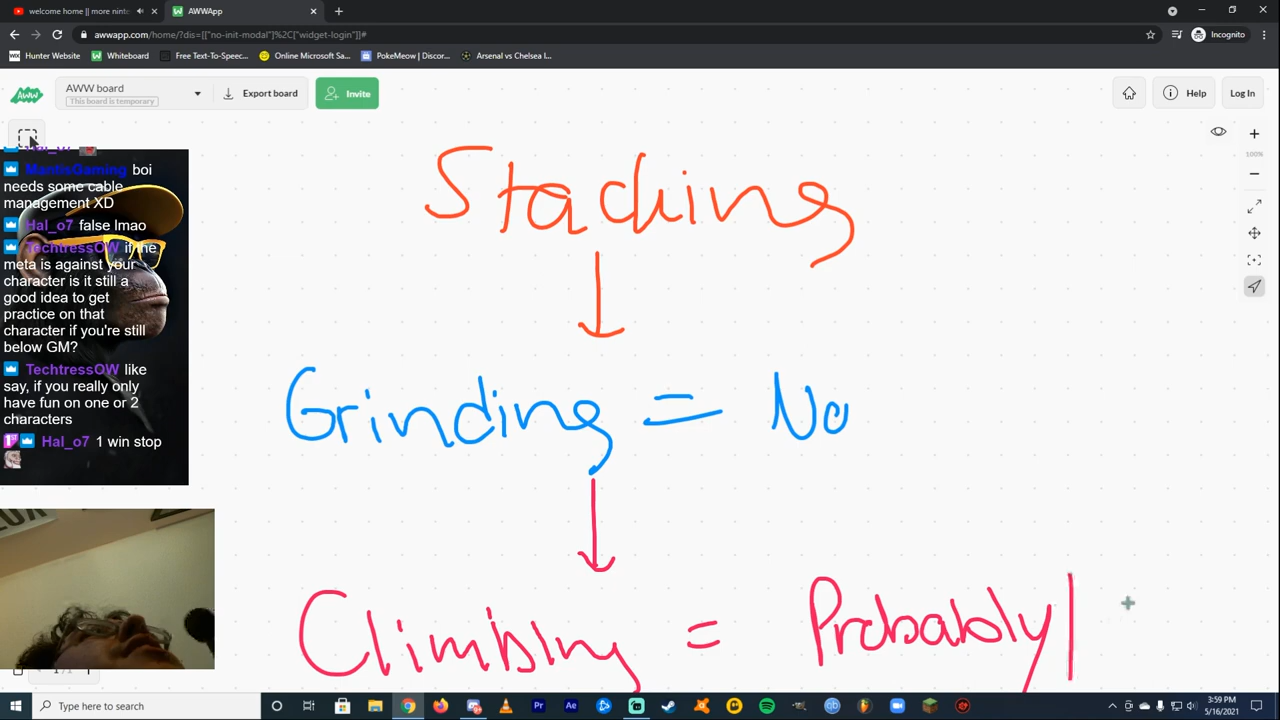 welcome home || more ninte
AWWApp
awwapp.com/home/?dis=[["no-init-modal"]%2C["widget-login"]]#
Incognito
Hunter Website
Whiteboard
Free Text-To-Speec...
Online Microsoft Sa...
PokeMeow | Discor...
Arsenal vs Chelsea l...
AWW
AWW board
This board is temporary
Export board
Invite
Help
Log In
100%
MantisGaming boi
needs some cable
management XD
Hal_o7 false lmao
TechtressOW if the
meta is against your
character is it still a
good idea to get
practice on that
character if you're still
below GM?
TechtressOW like
say, if you really only
have fun on one or 2
characters
Hal_o7 1 win stop
Stacking
Grinding = No
Climbing = Probably
Type here to search
3:59 PM
5/16/2021